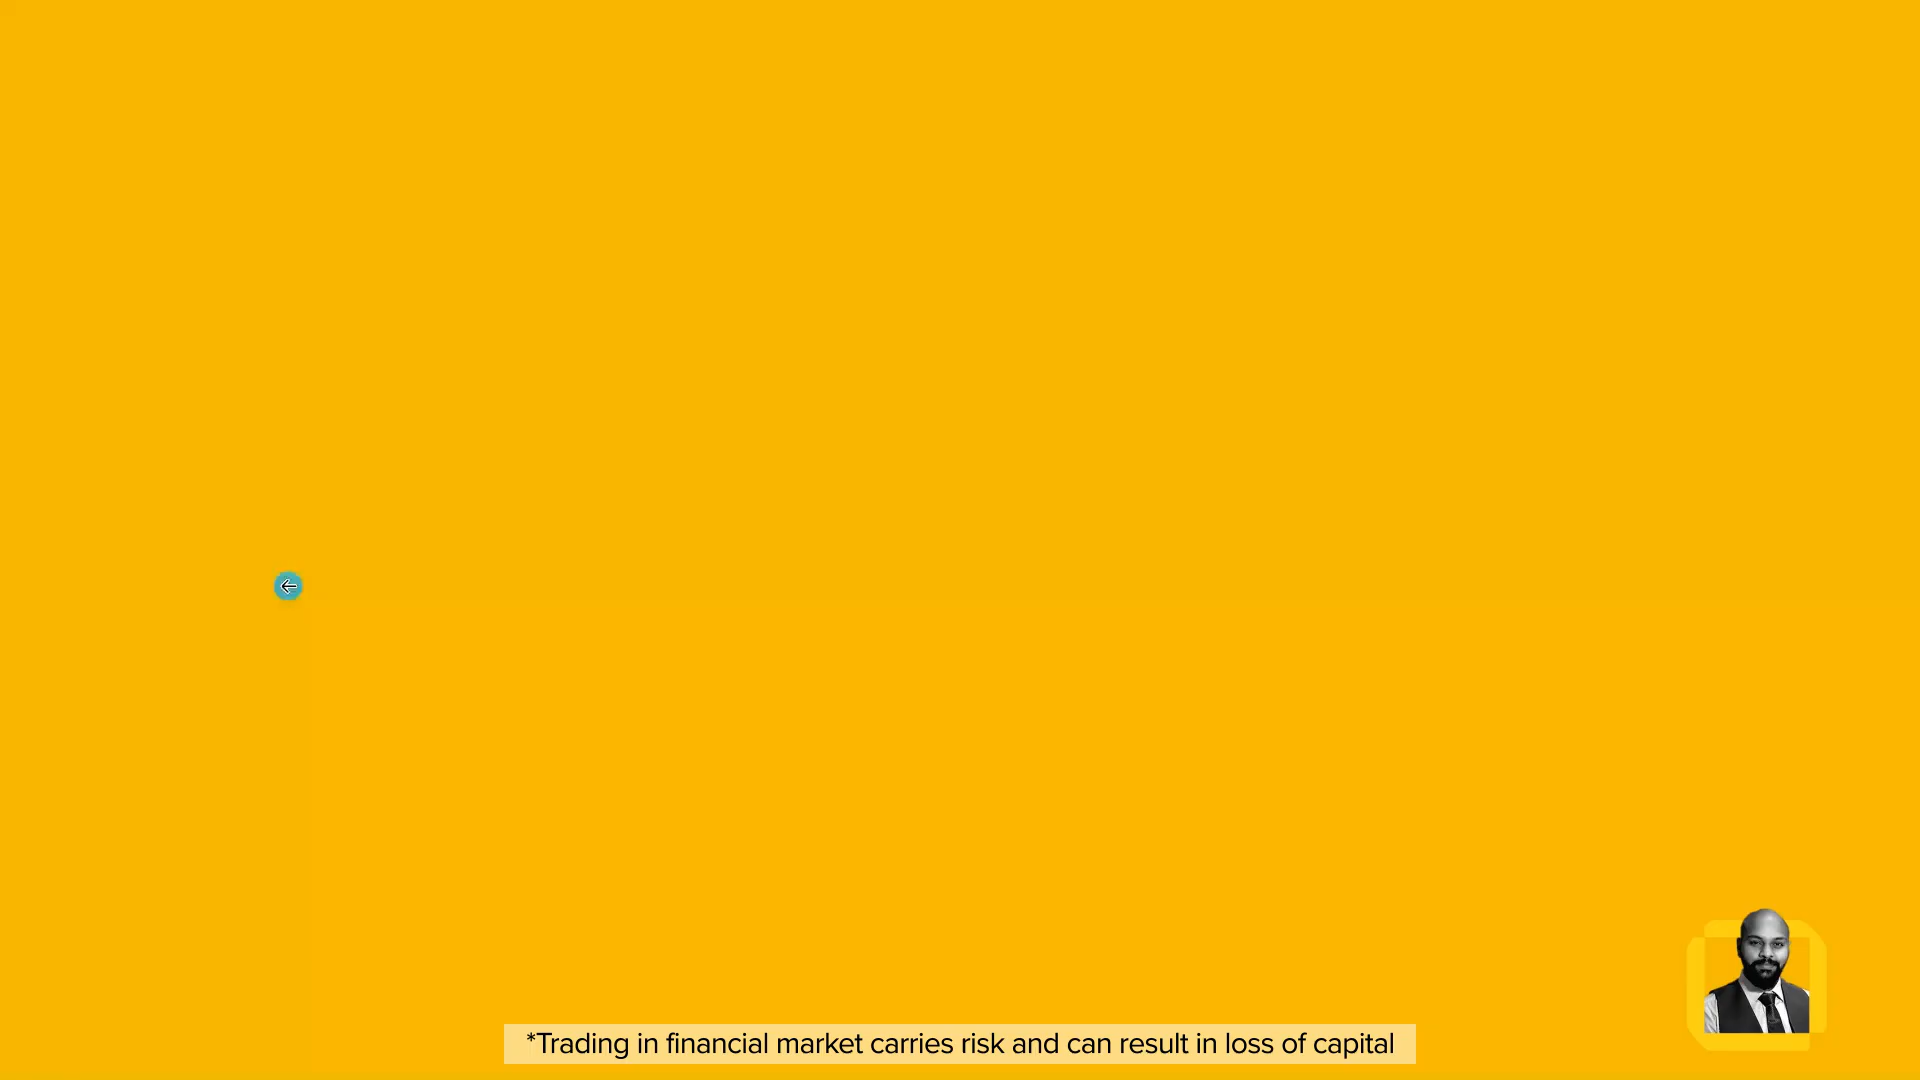 *Trading in financial market carries risk and can result in loss of capital